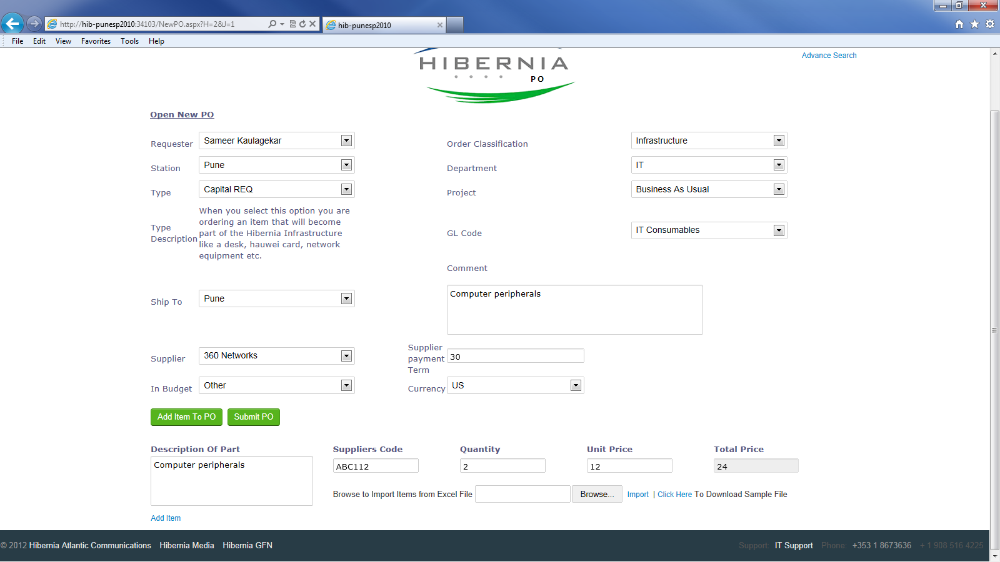 http://hib-punesp2010:34103/NewPO.aspx?H=2&J=1
hib-punesp2010
File Edit View Favorites Tools Help
HIBERNIA
PO
Advance Search
Open New PO
Requester Sameer Kaulagekar Order Classification Infrastructure
Station Pune Department IT
Type Capital REQ Project Business As Usual
Type Description
When you select this option you are
ordering an item that will become
part of the Hibernia Infrastructure
like a desk, hauwei card, network
equipment etc.
GL Code IT Consumables
Comment
Computer peripherals
Ship To Pune
Supplier 360 Networks
Supplier payment Term 30
In Budget Other Currency US
Add Item To PO Submit PO
Description Of Part Suppliers Code Quantity Unit Price Total Price
Computer peripherals ABC112 2 12 24
Browse to Import Items from Excel File Browse... Import | Click Here To Download Sample File
Add Item
© 2012 Hibernia Atlantic Communications Hibernia Media Hibernia GFN Support: IT Support Phone: +353 1 8673636 + 1 908 516 4225